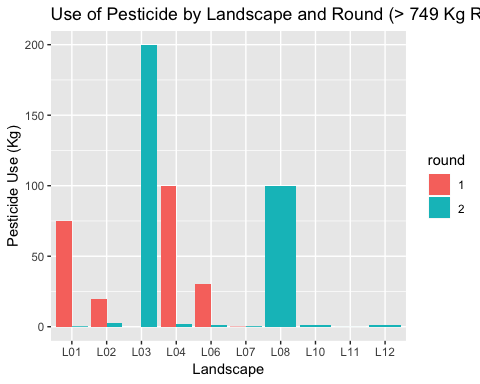 Use of Pesticide by Landscape and Round (> 749 Kg R
200
150
100
50
0
Pesticide Use (Kg)
L01 L02 L03 L04 L06 L07 L08 L10 L11 L12
Landscape
round
1
2